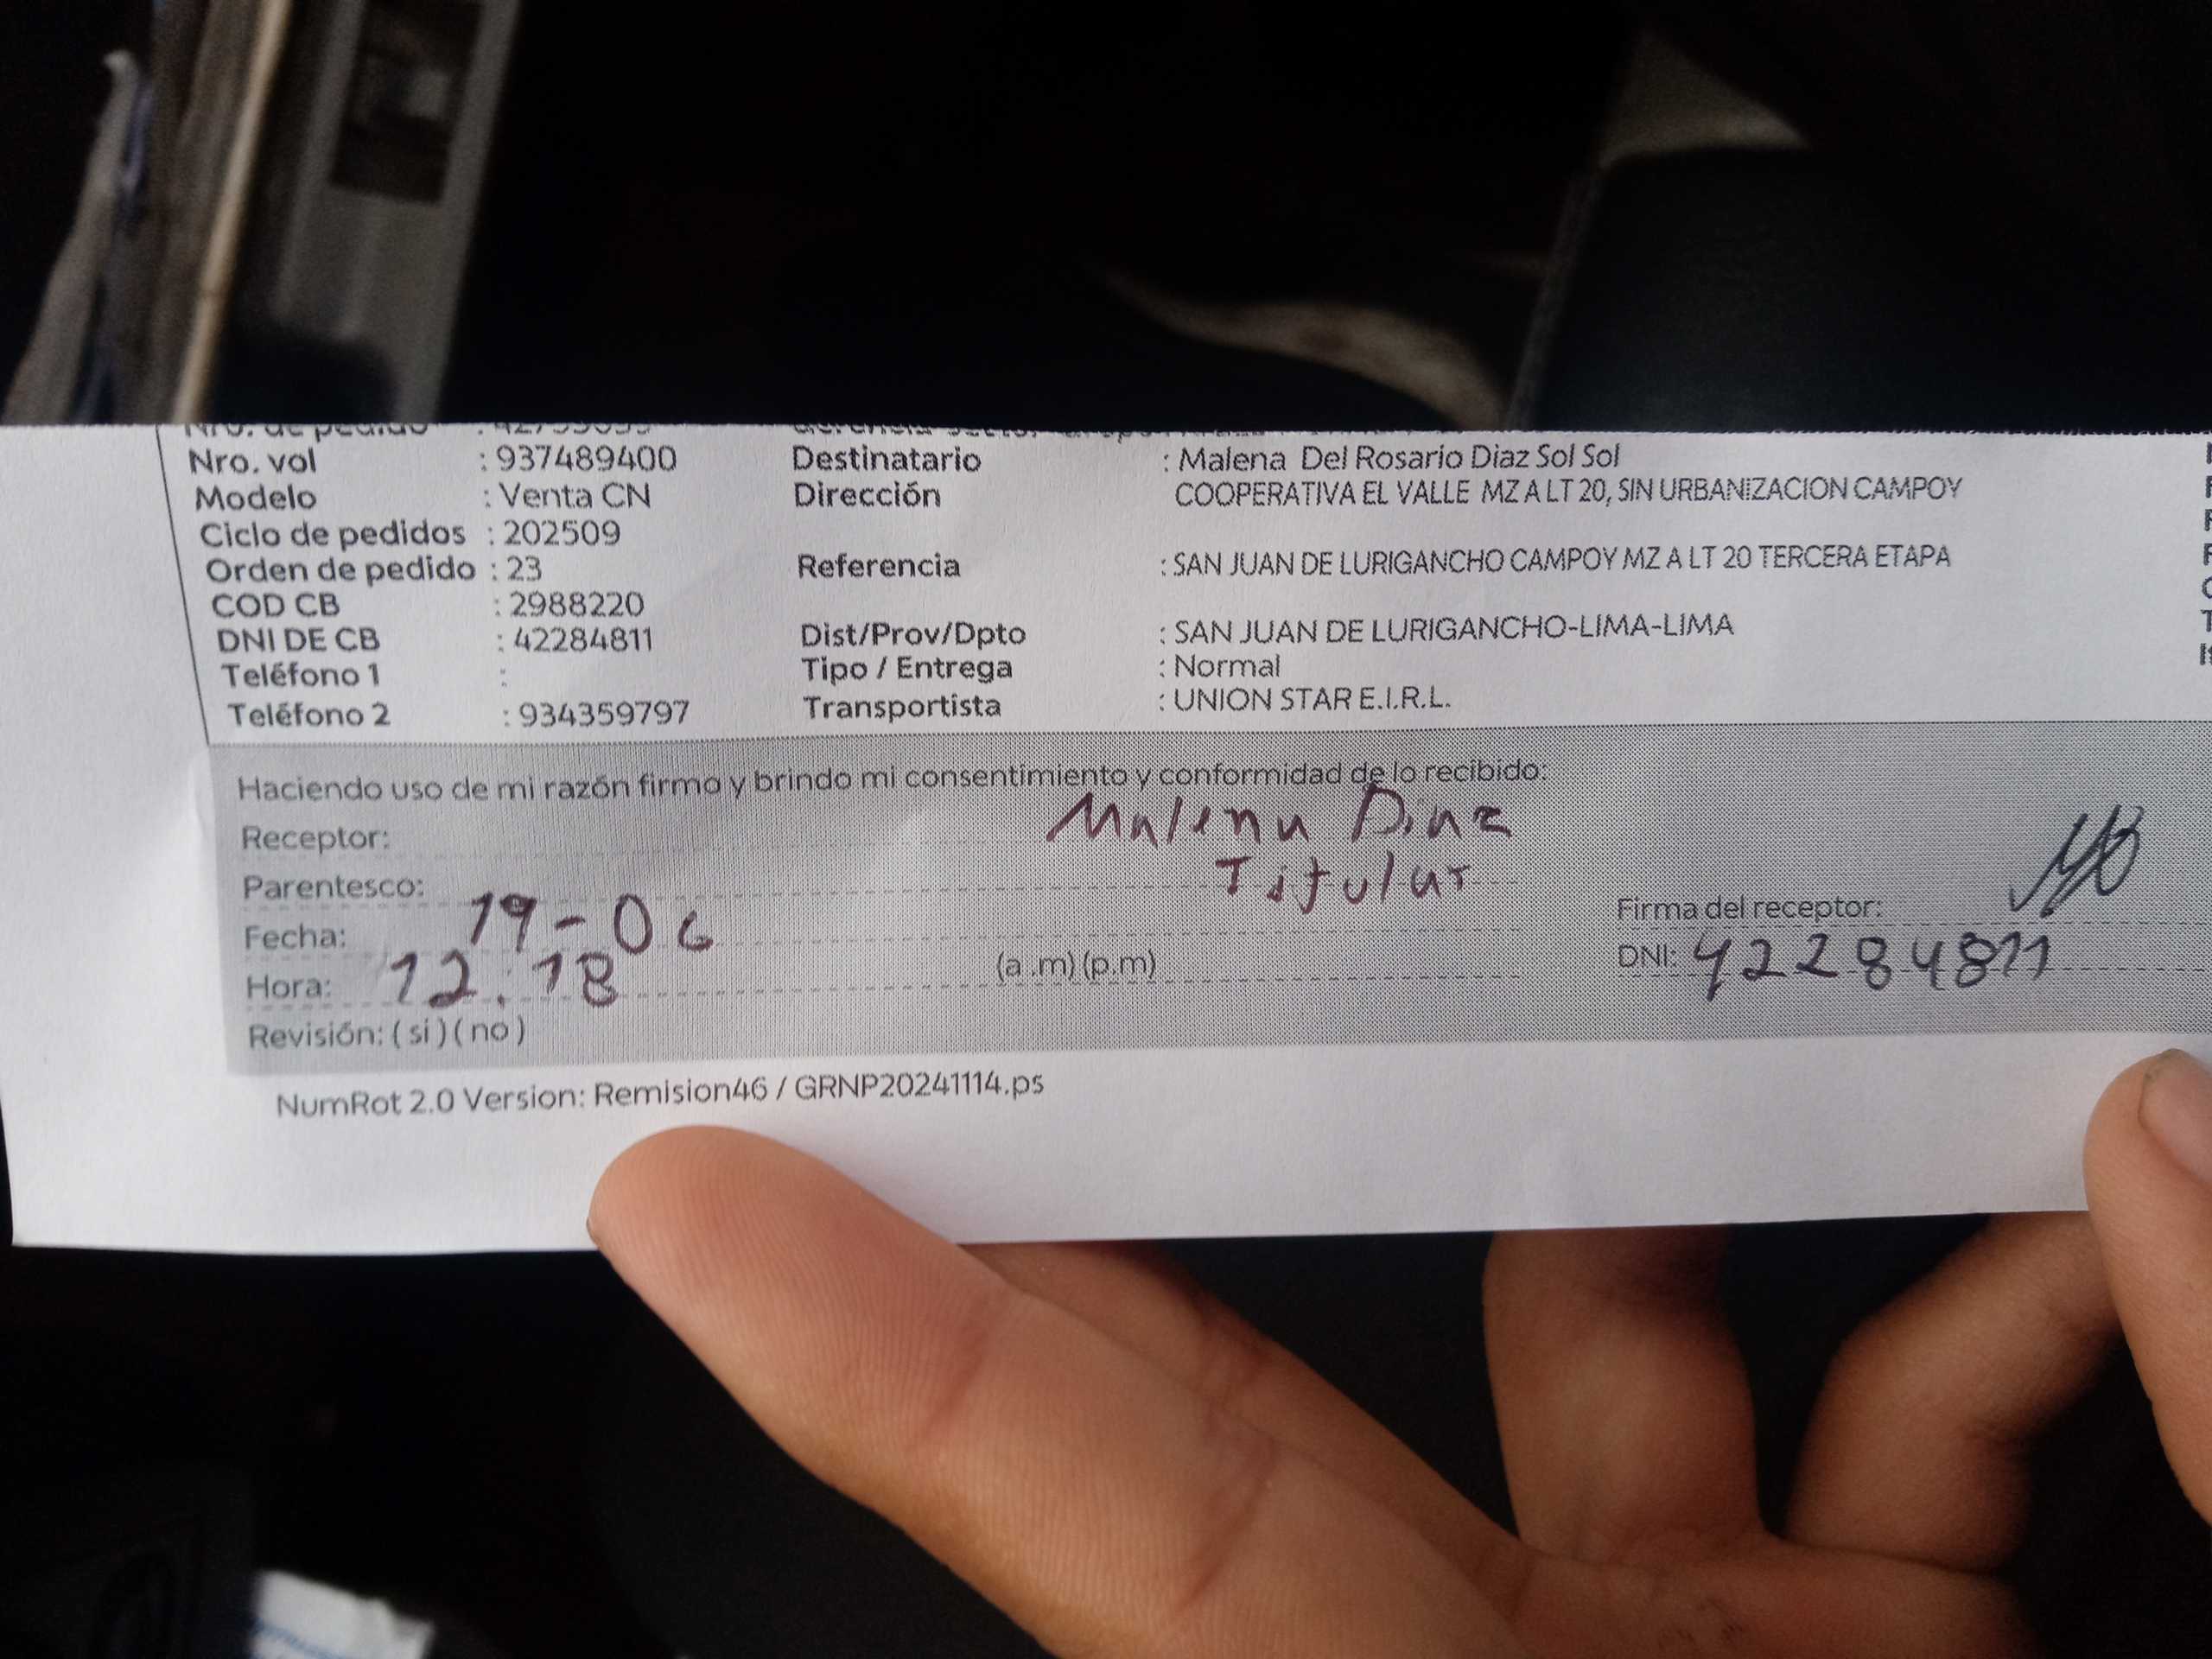 Nro. de pedido
Nro. vol : 937489400 Destinatario : Malena Del Rosario Diaz Sol Sol
Modelo : Venta CN Dirección COOPERATIVA EL VALLE MZ A LT 20, SIN URBANIZACION CAMPOY
Ciclo de pedidos : 202509
Orden de pedido : 23 Referencia : SAN JUAN DE LURIGANCHO CAMPOY MZ A LT 20 TERCERA ETAPA
COD CB : 2988220
DNI DE CB : 42284811 Dist/Prov/Dpto : SAN JUAN DE LURIGANCHO-LIMA-LIMA
Teléfono 1 : Tipo / Entrega : Normal
Teléfono 2 : 934359797 Transportista : UNION STAR E.I.R.L.
Haciendo uso de mi razón firmo y brindo mi consentimiento y conformidad de lo recibido:
Receptor: Malena Diaz
Parentesco: Titular
Fecha: 19-06 Firma del receptor:
Hora: 12:18 (a .m) (p.m) DNI: 42284811
Revisión: ( si ) ( no )
NumRot 2.0 Version: Remision46 / GRNP20241114.ps